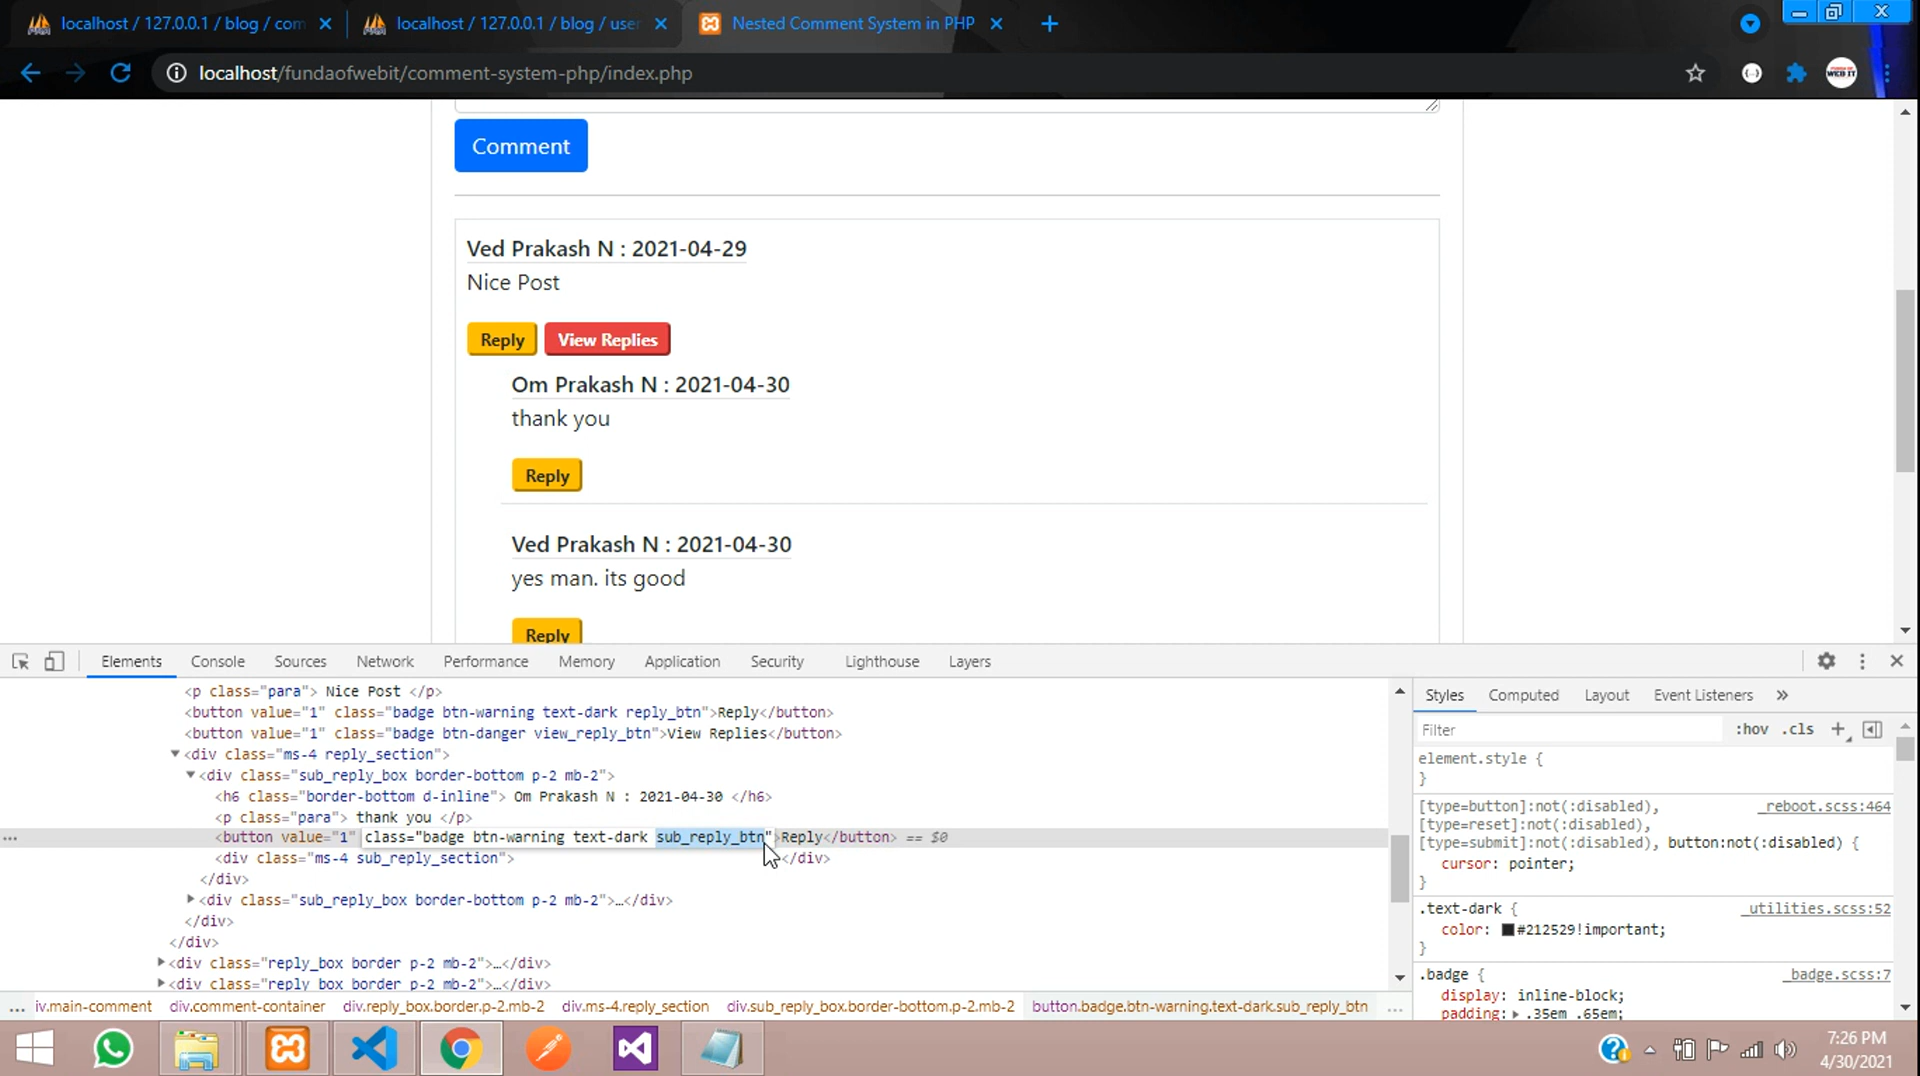 localhost / 127.0.0.1 / blog / com
localhost / 127.0.0.1 / blog / user
Nested Comment System in PHP
localhost/fundaofwebit/comment-system-php/index.php
Comment
Ved Prakash N : 2021-04-29
Nice Post
Reply
View Replies
Om Prakash N : 2021-04-30
thank you
Reply
Ved Prakash N : 2021-04-30
yes man. its good
Reply
Elements Console Sources Network Performance Memory Application Security Lighthouse Layers
<p class="para"> Nice Post </p>
<button value="1" class="badge btn-warning text-dark reply_btn">Reply</button>
<button value="1" class="badge btn-danger view_reply_btn">View Replies</button>
<div class="ms-4 reply_section">
<div class="sub_reply_box border-bottom p-2 mb-2">
<h6 class="border-bottom d-inline"> Om Prakash N : 2021-04-30 </h6>
<p class="para"> thank you </p>
<button value="1" class="badge btn-warning text-dark sub_reply_btn">Reply</button> == $0
<div class="ms-4 sub_reply_section"> </div>
</div>
<div class="sub_reply_box border-bottom p-2 mb-2">…</div>
</div>
</div>
<div class="reply_box border p-2 mb-2">…</div>
<div class="reply_box border p-2 mb-2">…</div>
... iv.main-comment div.comment-container div.reply_box.border.p-2.mb-2 div.ms-4.reply_section div.sub_reply_box.border-bottom.p-2.mb-2 button.badge.btn-warning.text-dark.sub_reply_btn ...
Styles Computed Layout Event Listeners »
Filter :hov .cls +
element.style {
}
[type=button]:not(:disabled), _reboot.scss:464
[type=reset]:not(:disabled),
[type=submit]:not(:disabled), button:not(:disabled) {
cursor: pointer;
}
.text-dark { _utilities.scss:52
color: #212529!important;
}
.badge { _badge.scss:7
display: inline-block;
padding: .35em .65em;
7:26 PM
4/30/2021